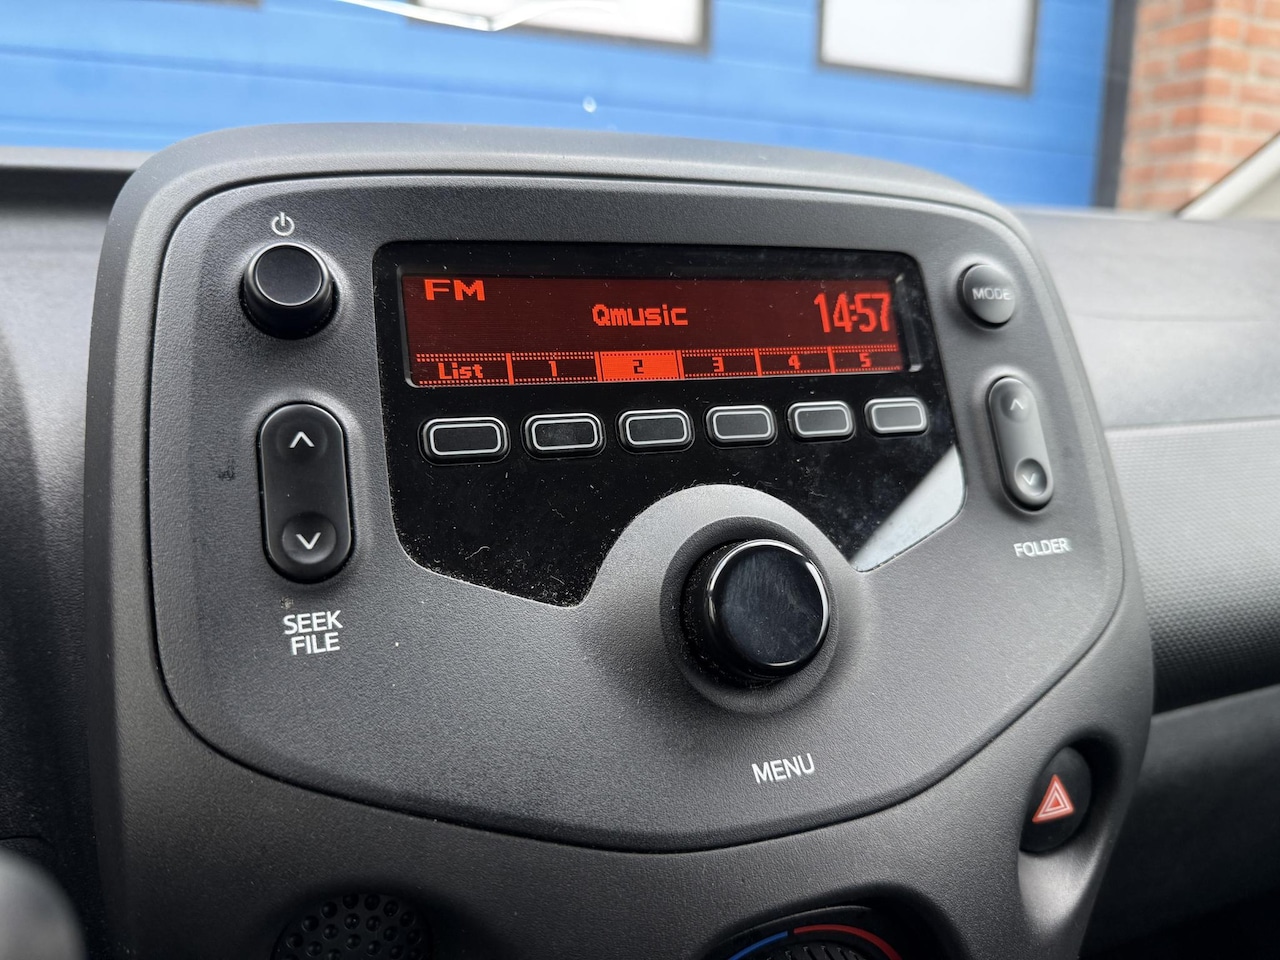 FM
Qmusic
14:57
List 1 2 3 4 5
MODE
SEEK
FILE
FOLDER
MENU